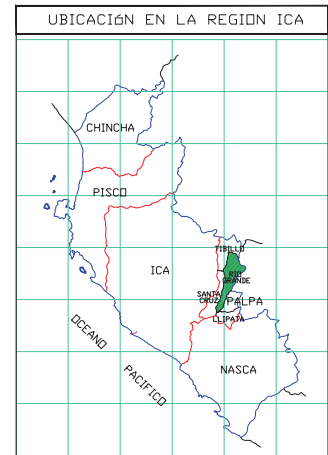 UBICACIóN EN LA REGION ICA
CHINCHA
PISCO
TIBILLO
ICA
RIO
GRANDE
SANTA
CRUZ
PALPA
LLIPATA
OCEANO
PACIFICO
NASCA